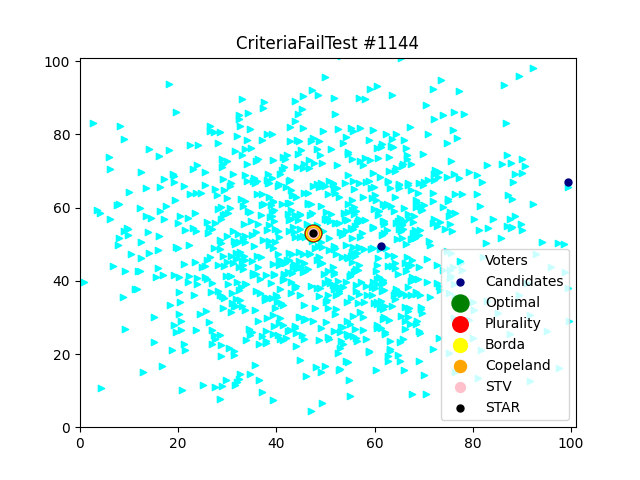 CriteriaFailTest #1144
100
80
60
40
20
0
0
20
40
60
80
100
Voters
Candidates
Optimal
Plurality
Borda
Copeland
STV
STAR